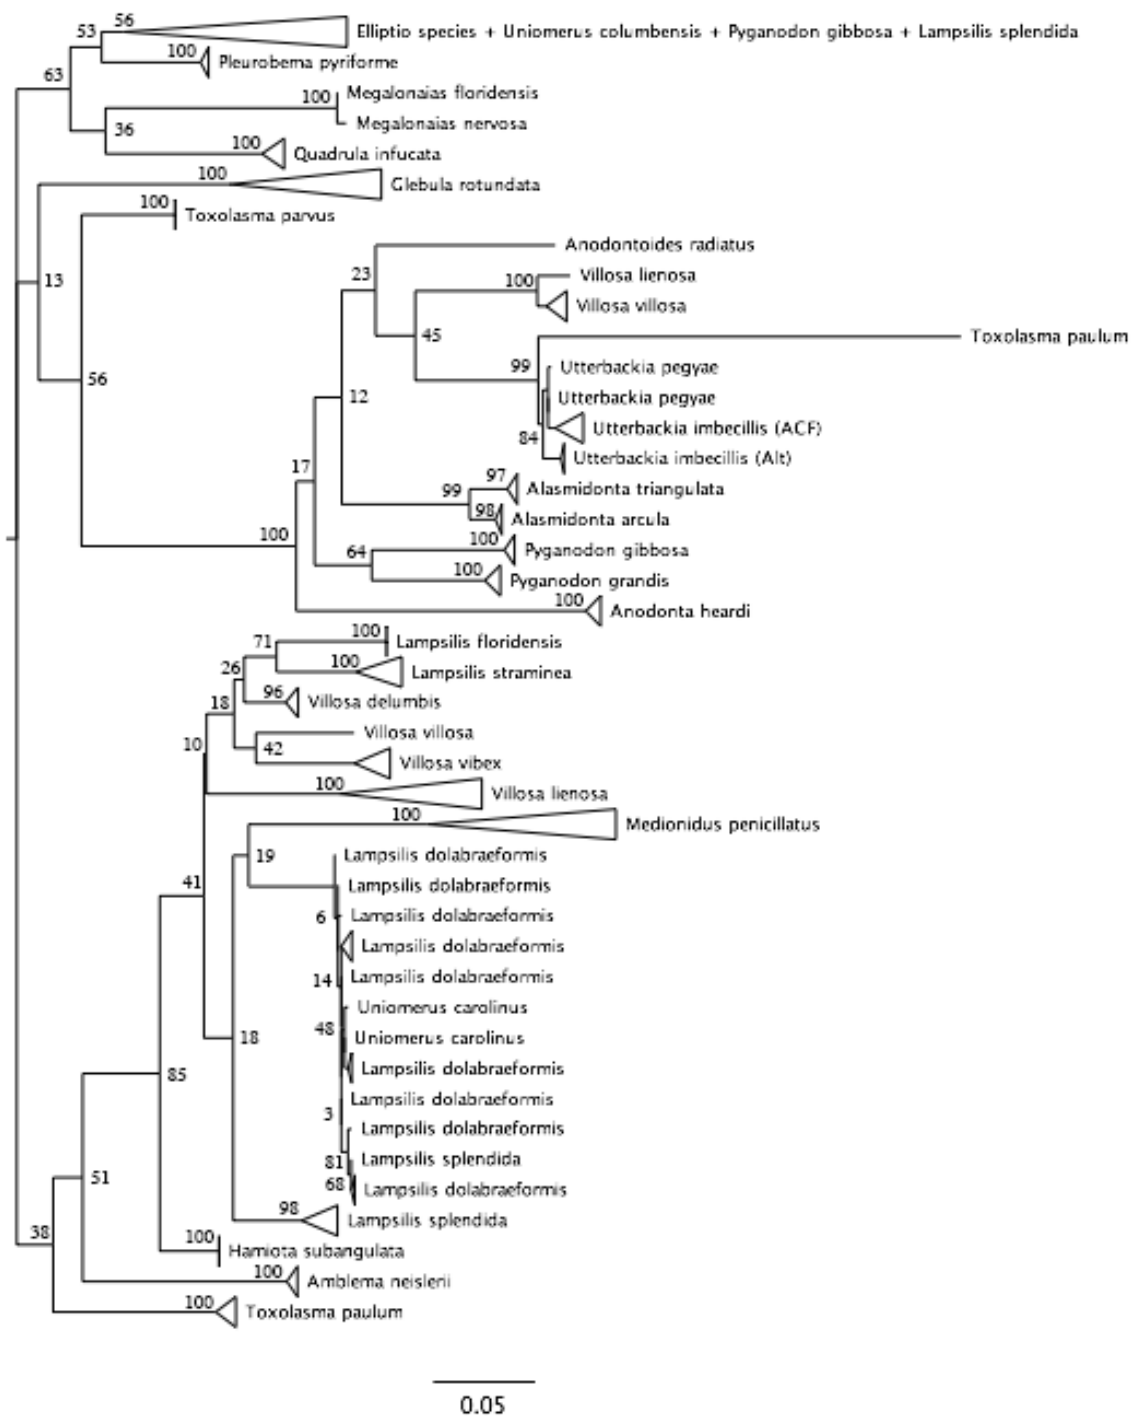 56
53
Elliptio species + Uniomerus columbensis + Pyganodon gibbosa + Lampsilis splendida
100
Pleurobema pyriforme
63
Megalonaias floridensis
100
Megalonaias nervosa
36
100
Quadrula infucata
100
Glebula rotundata
100
Toxolasma parvus
Anodontoides radiatus
23
Villosa lienosa
13
100
Villosa villosa
45
Toxolasma paulum
99
Utterbackia pegyae
56
12
Utterbackia pegyae
Utterbackia imbecillis (ACF)
84
Utterbackia imbecillis (Alt)
17
97
99
Alasmidonta triangulata
98
Alasmidonta arcula
100
100
64
Pyganodon gibbosa
100
Pyganodon grandis
100
Anodonta heardi
100
71
Lampsilis floridensis
26
100
Lampsilis straminea
96
18
Villosa delumbis
Villosa villosa
10
42
Villosa vibex
100
Villosa lienosa
100
Medionidus penicillatus
19
Lampsilis dolabraeformis
41
Lampsilis dolabraeformis
6
Lampsilis dolabraeformis
Lampsilis dolabraeformis
14
Lampsilis dolabraeformis
Uniomerus carolinus
48
18
Uniomerus carolinus
85
Lampsilis dolabraeformis
Lampsilis dolabraeformis
3
Lampsilis dolabraeformis
81
Lampsilis splendida
51
68
Lampsilis dolabraeformis
98
Lampsilis splendida
38
100
Hamiota subangulata
100
Amblema neislerii
100
Toxolasma paulum
0.05